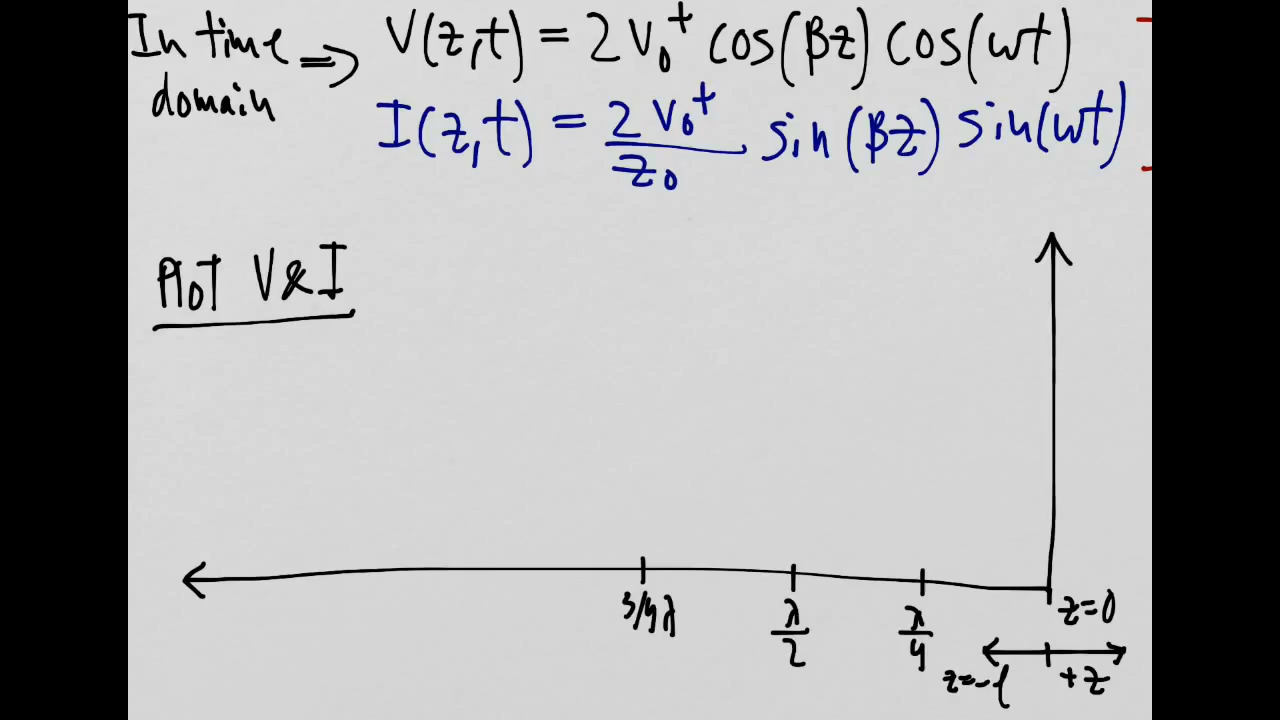 In time => V(z,t) = 2V₀⁺ cos(βz) cos(ωt)
domain I(z,t) = 2V₀⁺/z₀ sin(βz) sin(ωt)
Plot V&I
3/4λ λ/2 λ/4 z=0
z=-l +z